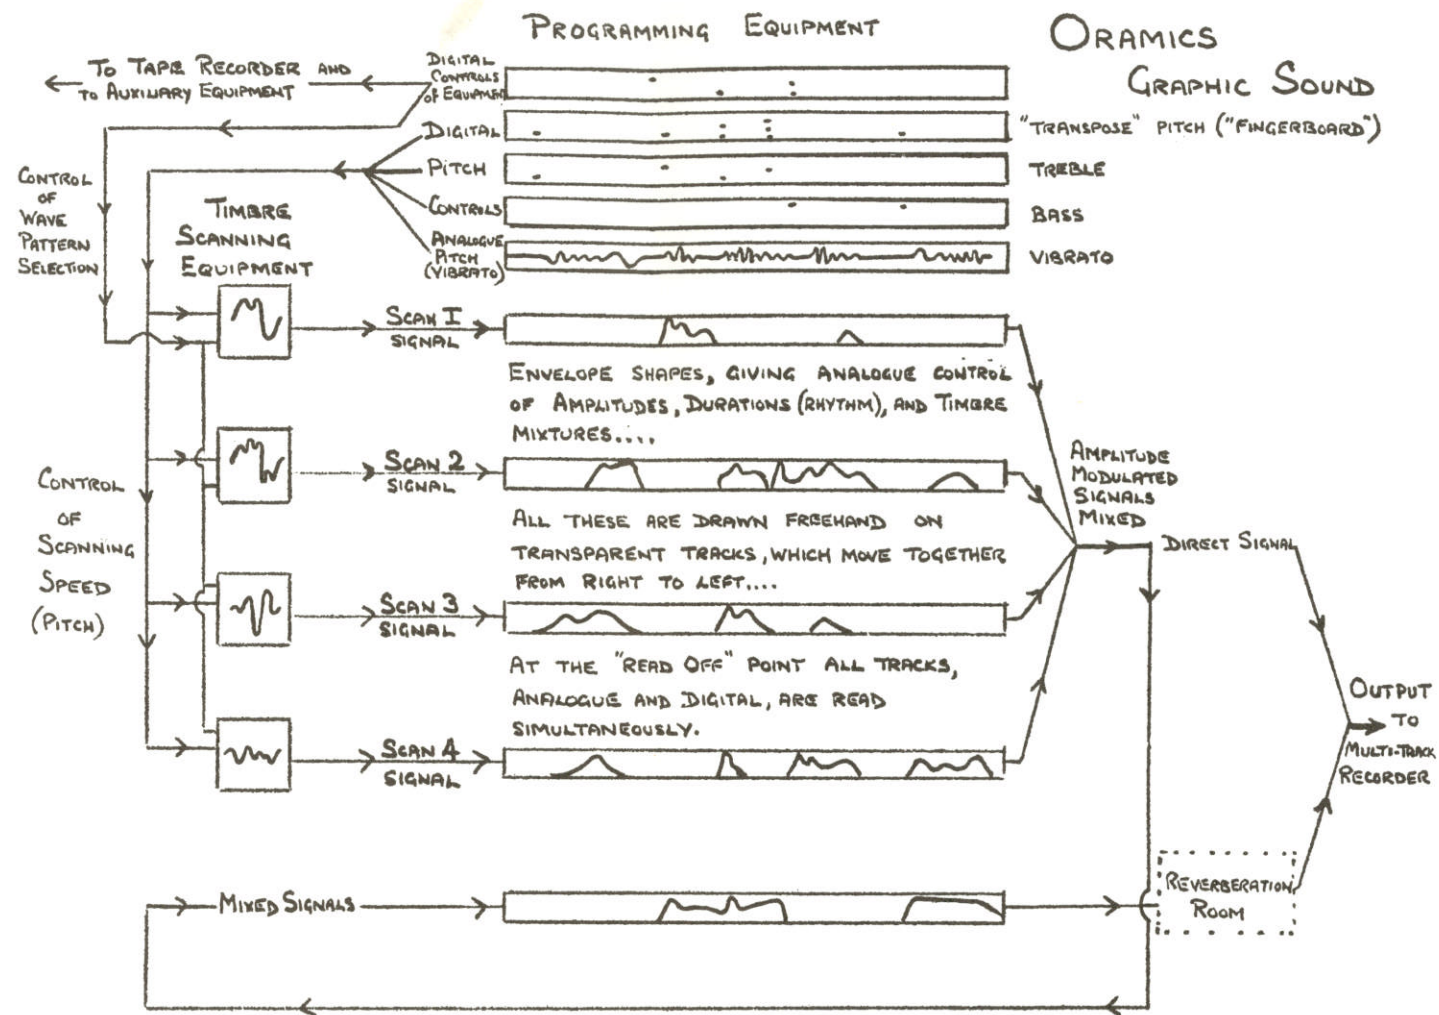 PROGRAMMING EQUIPMENT
ORAMICS
GRAPHIC SOUND
TO TAPE RECORDER AND
TO AUXILIARY EQUIPMENT
DIGITAL
CONTROLS
OF EQUIPMENT
DIGITAL
"TRANSPOSE" PITCH ("FINGERBOARD")
PITCH
TREBLE
CONTROLS
BASS
ANALOGUE
PITCH
(VIBRATO)
VIBRATO
CONTROL
OF
WAVE
PATTERN
SELECTION
TIMBRE
SCANNING
EQUIPMENT
SCAN I
SIGNAL
ENVELOPE SHAPES, GIVING ANALOGUE CONTROL
OF AMPLITUDES, DURATIONS (RHYTHM), AND TIMBRE
MIXTURES....
SCAN 2
SIGNAL
AMPLITUDE
MODULATED
SIGNALS
MIXED
CONTROL
OF
SCANNING
SPEED
(PITCH)
ALL THESE ARE DRAWN FREEHAND ON
TRANSPARENT TRACKS, WHICH MOVE TOGETHER
FROM RIGHT TO LEFT....
DIRECT SIGNAL
SCAN 3
SIGNAL
AT THE "READ OFF" POINT ALL TRACKS,
ANALOGUE AND DIGITAL, ARE READ
SIMULTANEOUSLY.
SCAN 4
SIGNAL
OUTPUT
TO
MULTI-TRACK
RECORDER
MIXED SIGNALS
REVERBERATION
ROOM